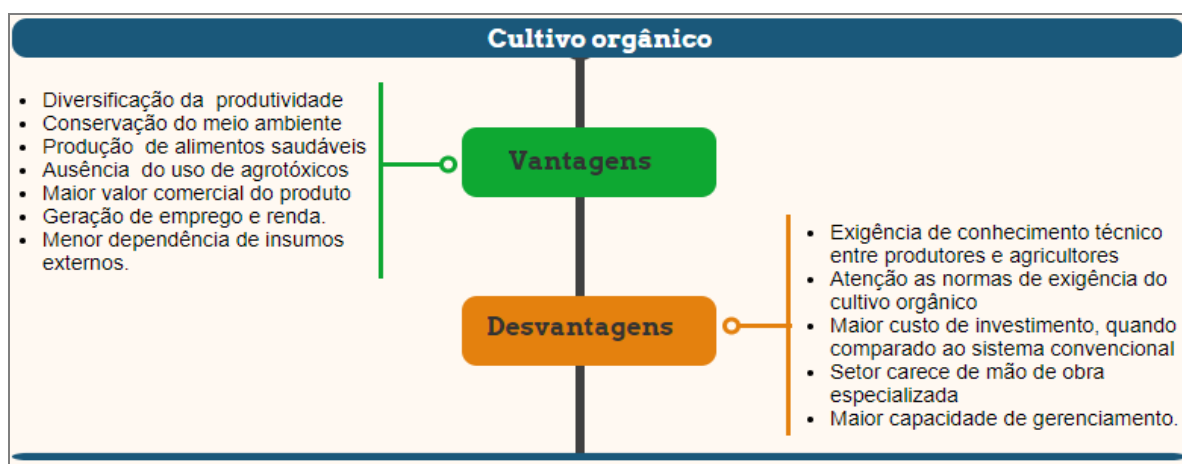 Cultivo orgânico
Vantagens
• Diversificação da produtividade
• Conservação do meio ambiente
• Produção de alimentos saudáveis
• Ausência do uso de agrotóxicos
• Maior valor comercial do produto
• Geração de emprego e renda.
• Menor dependência de insumos
externos.
Desvantagens
• Exigência de conhecimento técnico
entre produtores e agricultores
• Atenção as normas de exigência do
cultivo orgânico
• Maior custo de investimento, quando
comparado ao sistema convencional
• Setor carece de mão de obra
especializada
• Maior capacidade de gerenciamento.